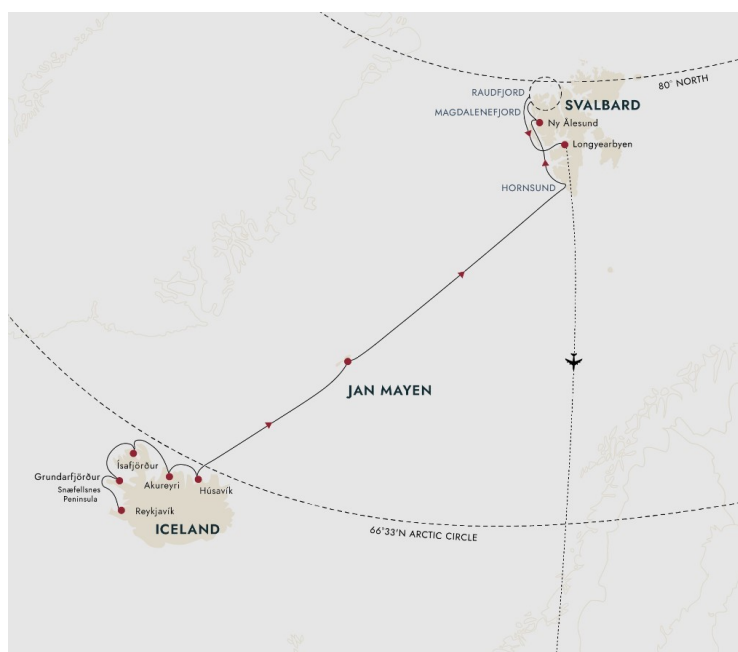 80° NORTH
RAUDFJORD
SVALBARD
MAGDALENEFJORD
Ny Ålesund
Longyearbyen
HORNSUND
JAN MAYEN
Ísafjörður
Grundarfjörður
Snæfellsnes
Peninsula
Akureyri
Húsavík
Reykjavík
ICELAND
66°33'N ARCTIC CIRCLE